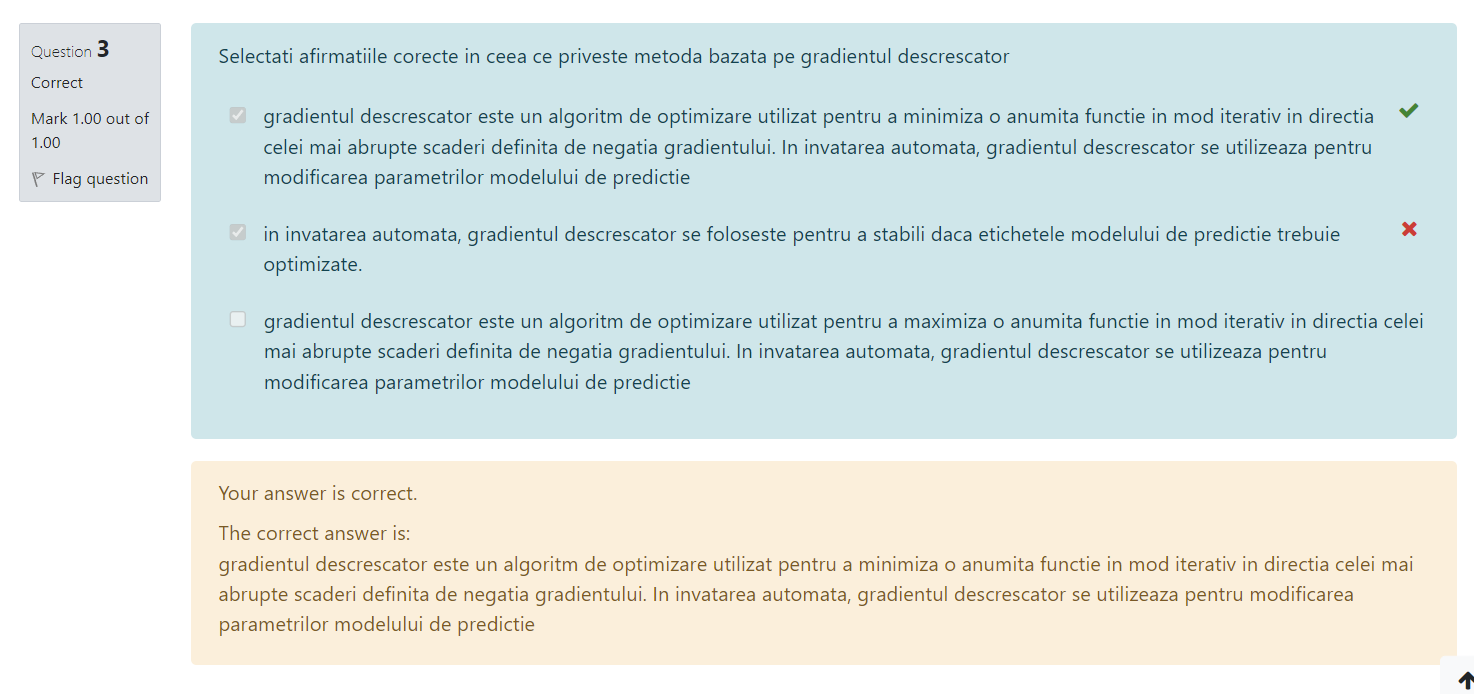 Question 3
Correct
Mark 1.00 out of
1.00
Flag question
Selectati afirmatiile corecte in ceea ce priveste metoda bazata pe gradientul descrescator
gradientul descrescator este un algoritm de optimizare utilizat pentru a minimiza o anumita functie in mod iterativ in directia
celei mai abrupte scaderi definita de negatia gradientului. In invatarea automata, gradientul descrescator se utilizeaza pentru
modificarea parametrilor modelului de predictie
in invatarea automata, gradientul descrescator se foloseste pentru a stabili daca etichetele modelului de predictie trebuie
optimizate.
gradientul descrescator este un algoritm de optimizare utilizat pentru a maximiza o anumita functie in mod iterativ in directia celei
mai abrupte scaderi definita de negatia gradientului. In invatarea automata, gradientul descrescator se utilizeaza pentru
modificarea parametrilor modelului de predictie
Your answer is correct.
The correct answer is:
gradientul descrescator este un algoritm de optimizare utilizat pentru a minimiza o anumita functie in mod iterativ in directia celei mai
abrupte scaderi definita de negatia gradientului. In invatarea automata, gradientul descrescator se utilizeaza pentru modificarea
parametrilor modelului de predictie